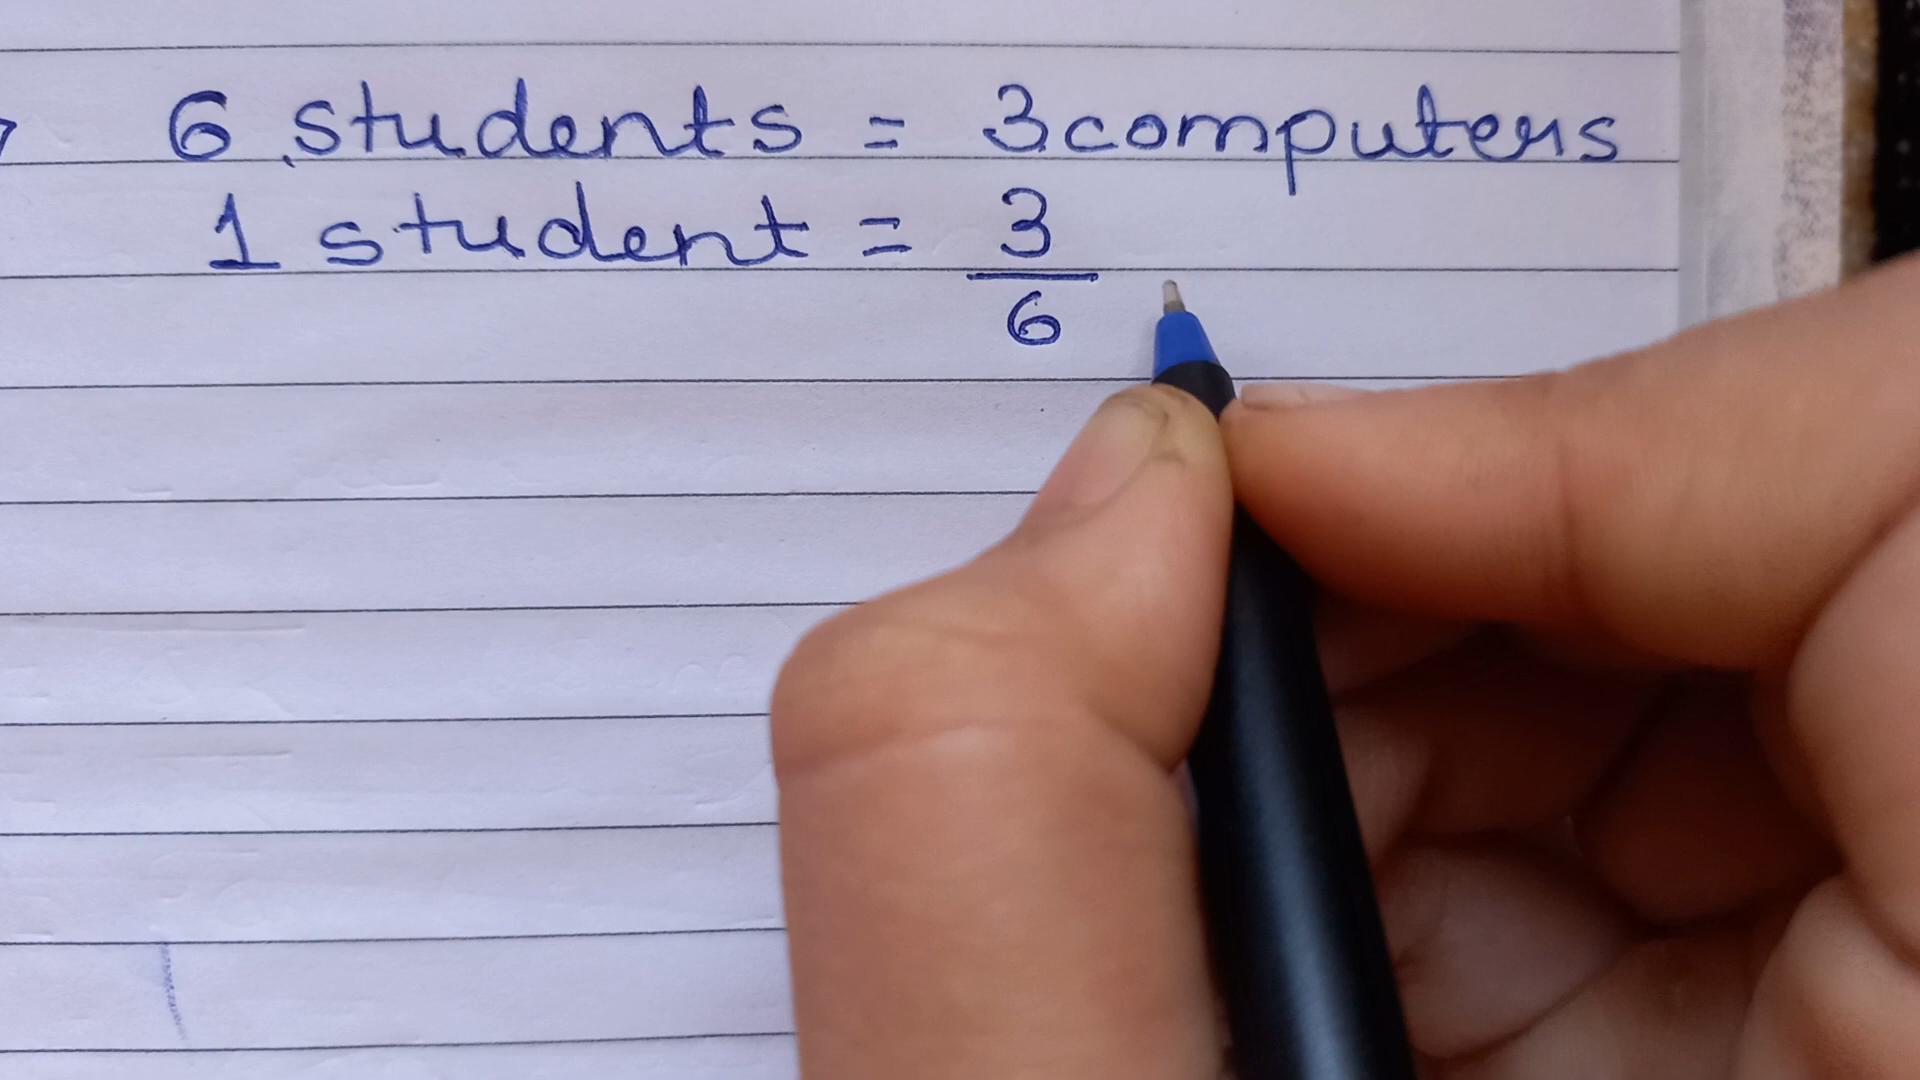 6 students = 3 computers
1 student = 3
6